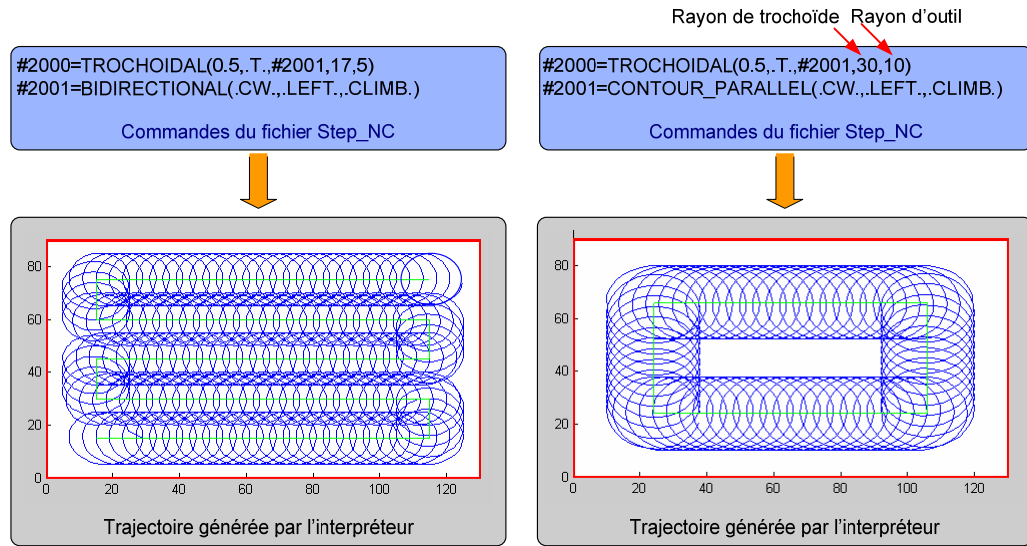 Rayon de trochoïde Rayon d'outil
#2000=TROCHOIDAL(0.5,.T.,#2001,17,5)
#2001=BIDIRECTIONAL(.CW.,.LEFT.,.CLIMB.)
Commandes du fichier Step_NC
#2000=TROCHOIDAL(0.5,.T.,#2001,30,10)
#2001=CONTOUR_PARALLEL(.CW.,.LEFT.,.CLIMB.)
Commandes du fichier Step_NC
80
60
40
20
0
0 20 40 60 80 100 120
Trajectoire générée par l'interpréteur
80
60
40
20
0
0 20 40 60 80 100 120
Trajectoire générée par l'interpréteur